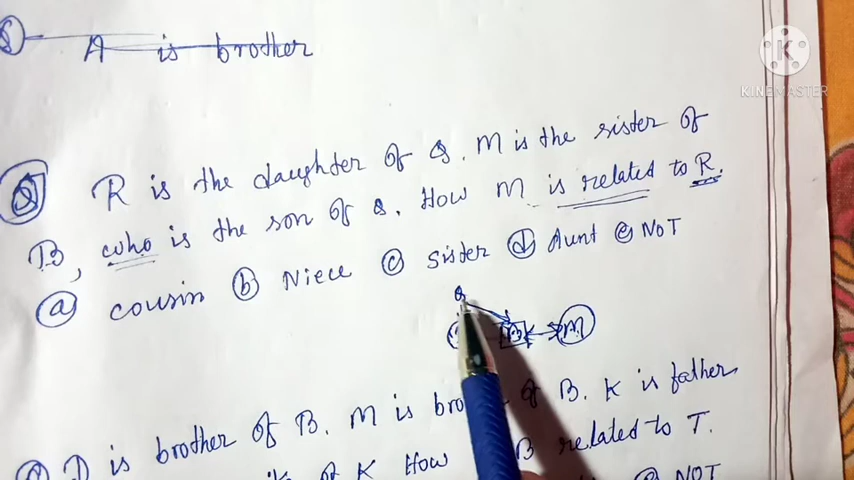 A is brother
K
KINEMASTER
Q R is the daughter of Q. M is the sister of
B, who is the son of Q. How M is related to R.
(a) cousin (b) Niece (c) Sister (d) Aunt (e) NOT
Q
B M
D is brother of B. M is of B. K is father
of K How B related to T.
NOT